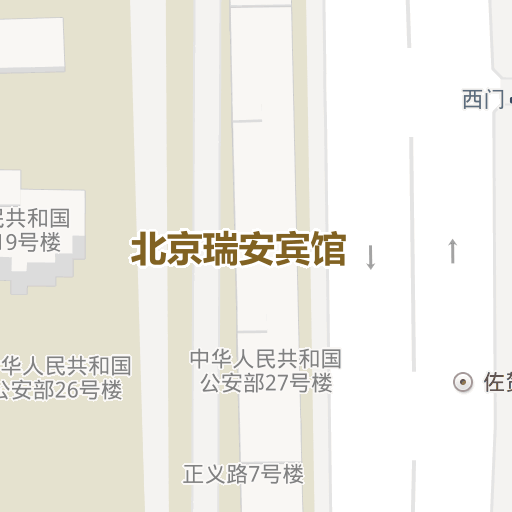 西门
民共和国
19号楼
北京瑞安宾馆
华人民共和国
公安部26号楼
中华人民共和国
公安部27号楼
佐
正义路7号楼